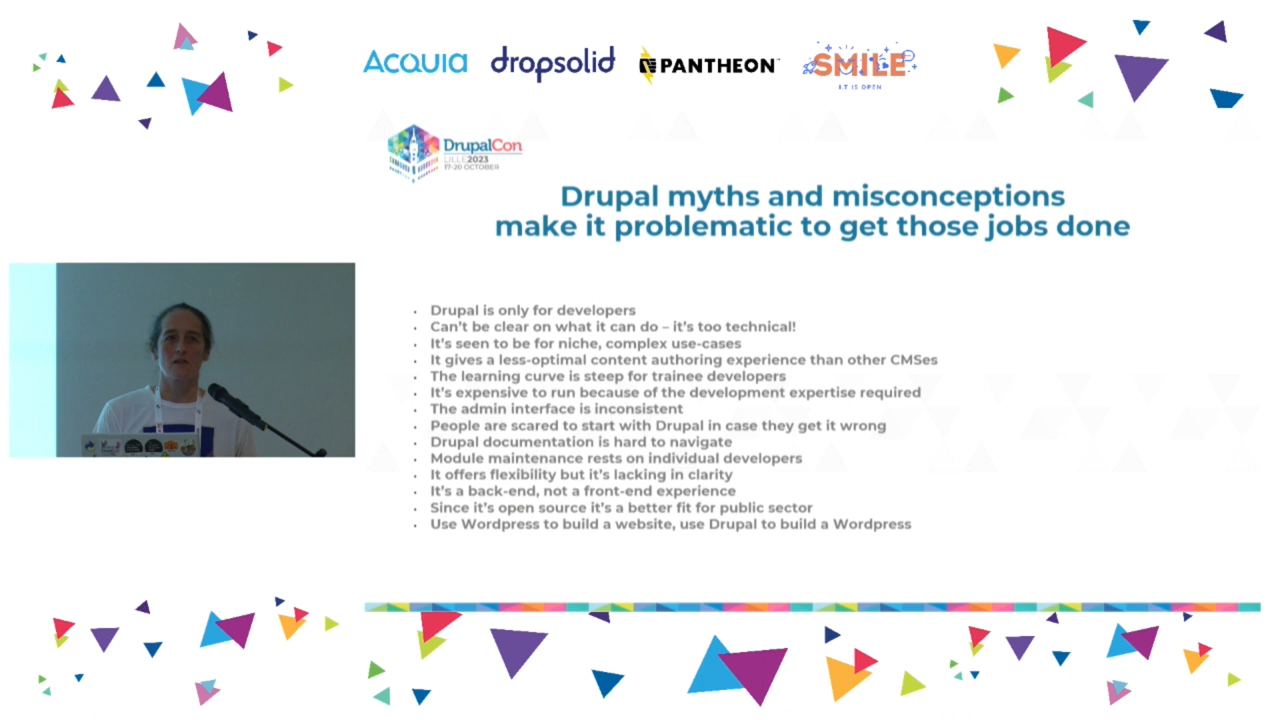 ACQUIA dropsolid PANTHEON SMILE
I.T IS OPEN
DrupalCon
LILLE2023
17-20 OCTOBER
Drupal myths and misconceptions
make it problematic to get those jobs done
· Drupal is only for developers
· Can't be clear on what it can do – it's too technical!
· It's seen to be for niche, complex use-cases
· It gives a less-optimal content authoring experience than other CMSes
· The learning curve is steep for trainee developers
· It's expensive to run because of the development expertise required
· The admin interface is inconsistent
· People are scared to start with Drupal in case they get it wrong
· Drupal documentation is hard to navigate
· Module maintenance rests on individual developers
· It offers flexibility but it's lacking in clarity
· It's a back-end, not a front-end experience
· Since it's open source it's a better fit for public sector
· Use Wordpress to build a website, use Drupal to build a Wordpress